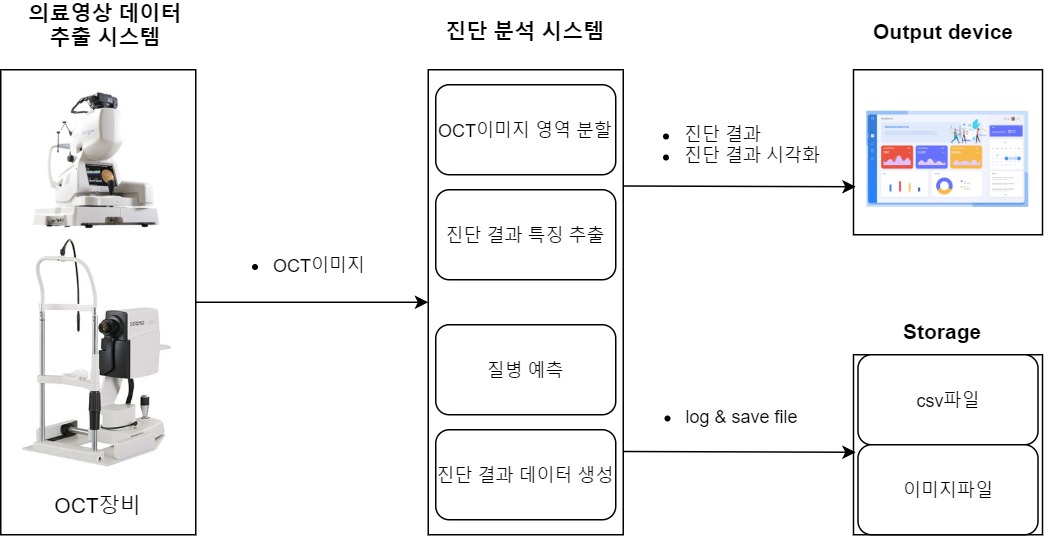 의료영상 데이터
추출 시스템
OCT장비
OCT이미지
진단 분석 시스템
OCT이미지 영역 분할
진단 결과 특징 추출
질병 예측
진단 결과 데이터 생성
진단 결과
진단 결과 시각화
log & save file
Output device
Storage
csv파일
이미지파일